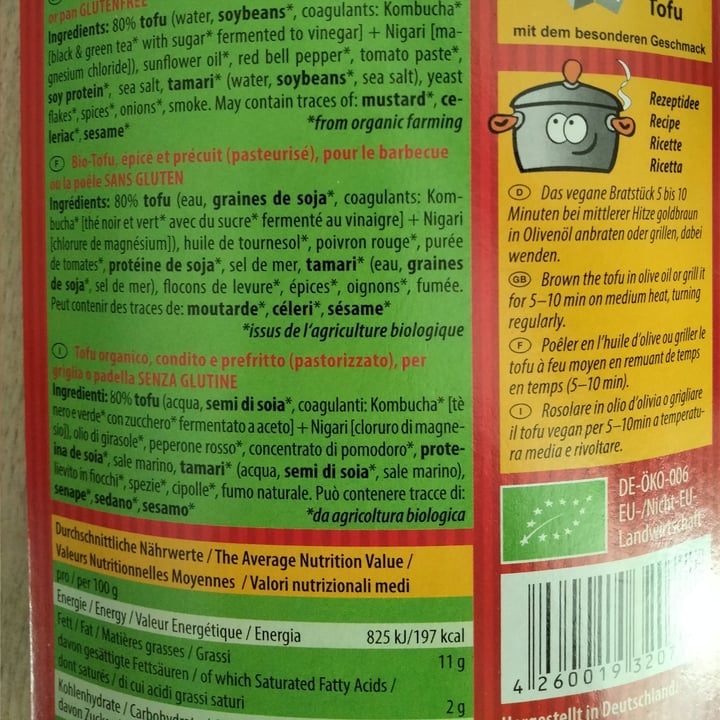 or pan GLUTENFREE
Ingredients: 80% tofu (water, soybeans*, coagulants: Kombucha*
[black & green tea* with sugar* fermented to vinegar] + Nigari [ma-
gnesium chloride]), sunflower oil*, red bell pepper*, tomato paste*,
soy protein*, sea salt, tamari* (water, soybeans*, sea salt), yeast
flakes*, spices*, onions*, smoke. May contain traces of: mustard*, ce-
leriac*, sesame*
*from organic farming
F Bio-Tofu, epicé et précuit (pasteurisé), pour le barbecue
ou la poêle SANS GLUTEN
Ingrédients: 80% tofu (eau, graines de soja*, coagulants: Kom-
bucha* [thé noir et vert* avec du sucre* fermenté au vinaigre] + Nigari
[chlorure de magnésium]), huile de tournesol*, poivron rouge*, purée
de tomates*, protéine de soja*, sel de mer, tamari* (eau, graines
de soja*, sel de mer), flocons de levure*, épices*, oignons*, fumée.
Peut contenir des traces de: moutarde*, céleri*, sésame*
*issus de l'agriculture biologique
I Tofu organico, condito e prefritto (pastorizzato), per
griglia o padella SENZA GLUTINE
Ingredienti: 80% tofu (acqua, semi di soia*, coagulanti: Kombucha* [tè
nero e verde* con zucchero* fermentato a aceto] + Nigari [cloruro di magne-
sio]), olio di girasole*, peperone rosso*, concentrato di pomodoro*, prote-
ina de soia*, sale marino, tamari* (acqua, semi di soia*, sale marino),
lievito in fiocchi*, spezie*, cipolle*, fumo naturale. Può contenere tracce di:
senape*, sedano*, sesamo*
*da agricoltura biologica
Durchschnittliche Nährwerte / The Average Nutrition Value /
Valeurs Nutritionnelles Moyennes / Valori nutrizionali medi
pro / per 100 g
Energie / Energy / Valeur Energétique / Energia 825 kJ/197 kcal
Fett / Fat / Matières grasses / Grassi 11 g
davon gesättigte Fettsäuren / of which Saturated Fatty Acids /
dont saturés / di cui acidi grassi saturi 2 g
Kohlenhydrate /
davon
Tofu
mit dem besonderen Geschmack
Rezeptidee
Recipe
Ricette
Ricetta
D Das vegane Bratstück 5 bis 10
Minuten bei mittlerer Hitze goldbraun
in Olivenöl anbraten oder grillen, dabei
wenden.
GB Brown the tofu in olive oil or grill it
for 5–10 min on medium heat, turning
regularly.
F Poêler en l'huile d'olive ou griller le
tofu à feu moyen en remuant de temps
en temps (5–10 min).
I Rosolare in olio d'olivia o grigliare
il tofu vegan per 5–10min a temperatu-
ra media e rivoltare.
DE-ÖKO-006
EU-/Nicht-EU-
Landwirtschaft
4 260019 320
Hergestellt in Deutschland.